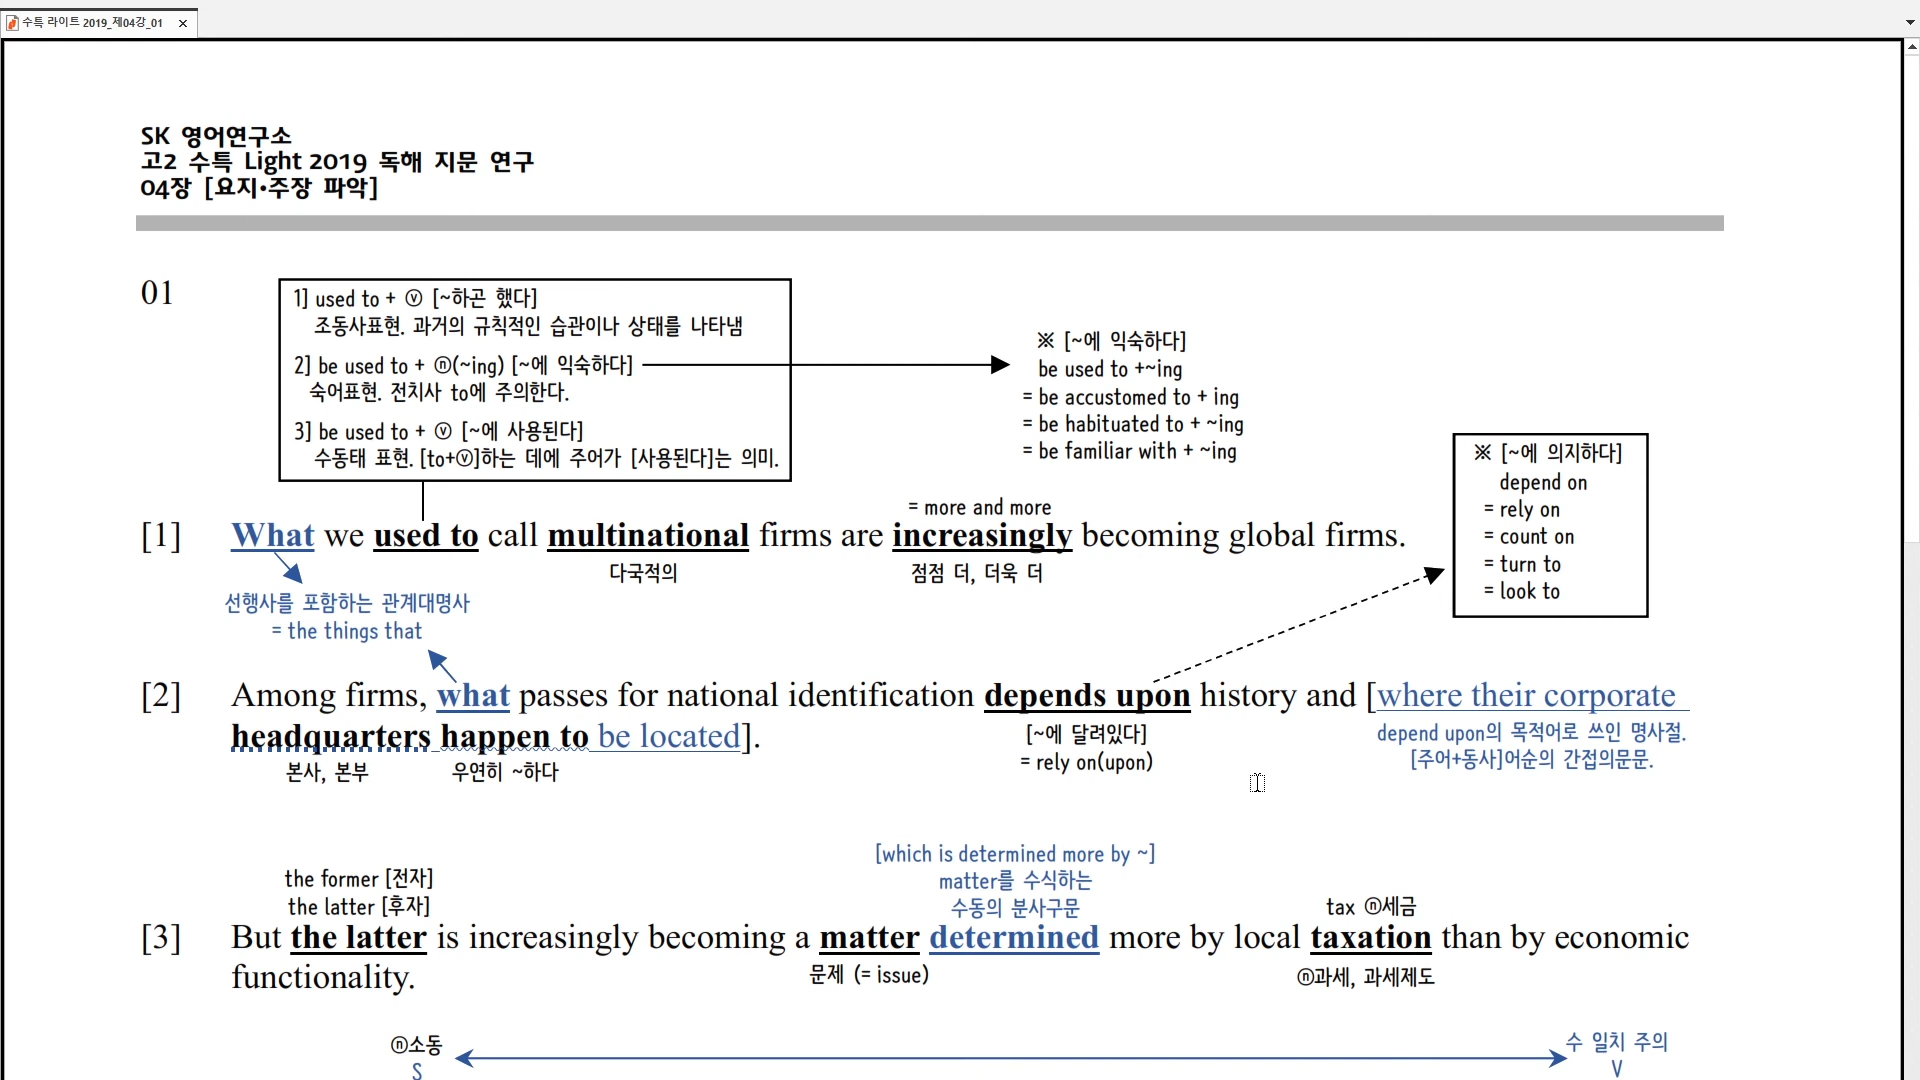 수특 라이트 2019_제04강_01
SK 영어연구소
고2 수특 Light 2019 독해 지문 연구
04장 [요지•주장 파악]
01
1] used to + ⓥ [~하곤 했다]
조동사표현. 과거의 규칙적인 습관이나 상태를 나타냄
2] be used to + ⓝ(~ing) [~에 익숙하다]
숙어표현. 전치사 to에 주의한다.
3] be used to + ⓥ [~에 사용된다]
수동태 표현. [to+ⓥ]하는 데에 주어가 [사용된다]는 의미.
※ [~에 익숙하다]
be used to +~ing
= be accustomed to + ing
= be habituated to + ~ing
= be familiar with + ~ing
※ [~에 의지하다]
depend on
= rely on
= count on
= turn to
= look to
= more and more
[1] What we used to call multinational firms are increasingly becoming global firms.
다국적의 점점 더, 더욱 더
선행사를 포함하는 관계대명사
= the things that
[2] Among firms, what passes for national identification depends upon history and [where their corporate
headquarters happen to be located].
본사, 본부 우연히 ~하다
[~에 달려있다]
= rely on(upon)
depend upon의 목적어로 쓰인 명사절.
[주어+동사]어순의 간접의문문.
the former [전자]
the latter [후자]
[which is determined more by ~]
matter를 수식하는
수동의 분사구문
tax ⓝ세금
[3] But the latter is increasingly becoming a matter determined more by local taxation than by economic
functionality.
문제 (= issue)
ⓝ과세, 과세제도
ⓝ소동
S
수 일치 주의
V